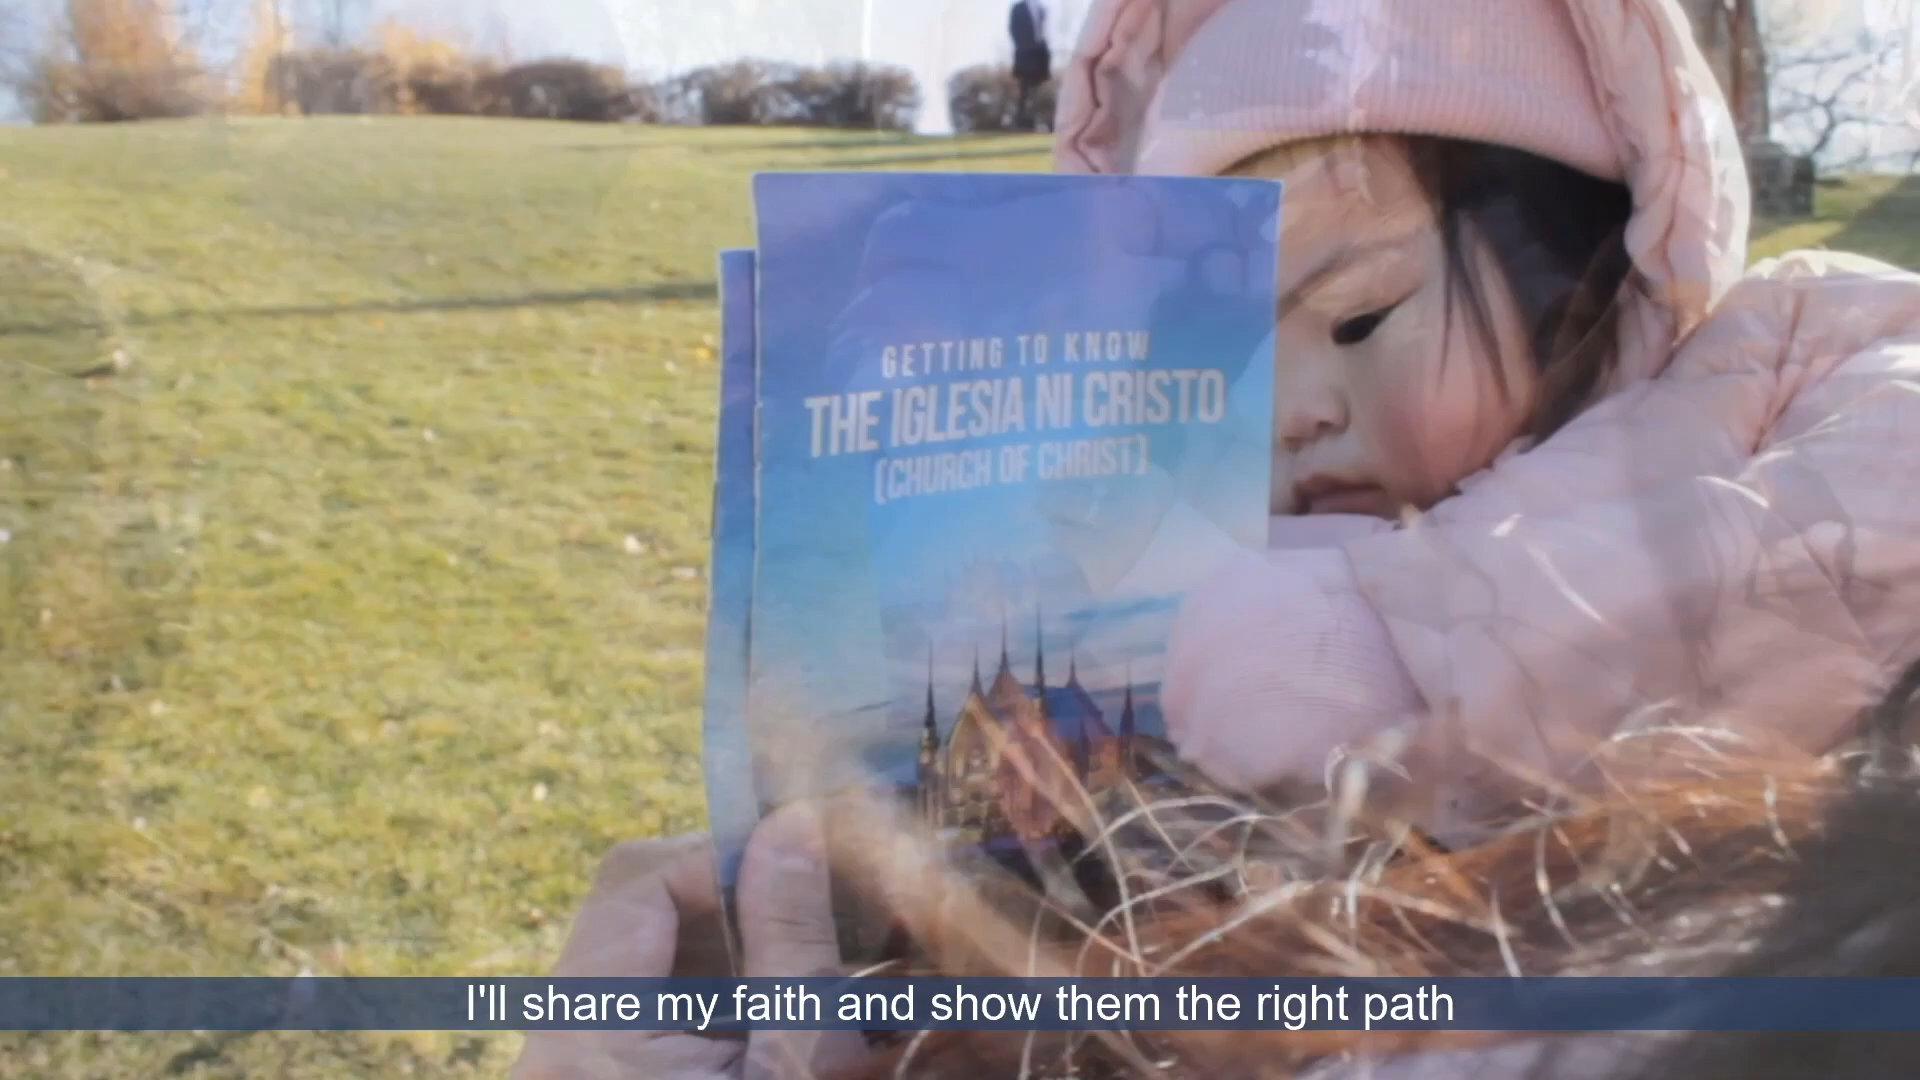 GETTING TO KNOW
THE IGLESIA NI CRISTO
(CHURCH OF CHRIST)
I'll share my faith and show them the right path